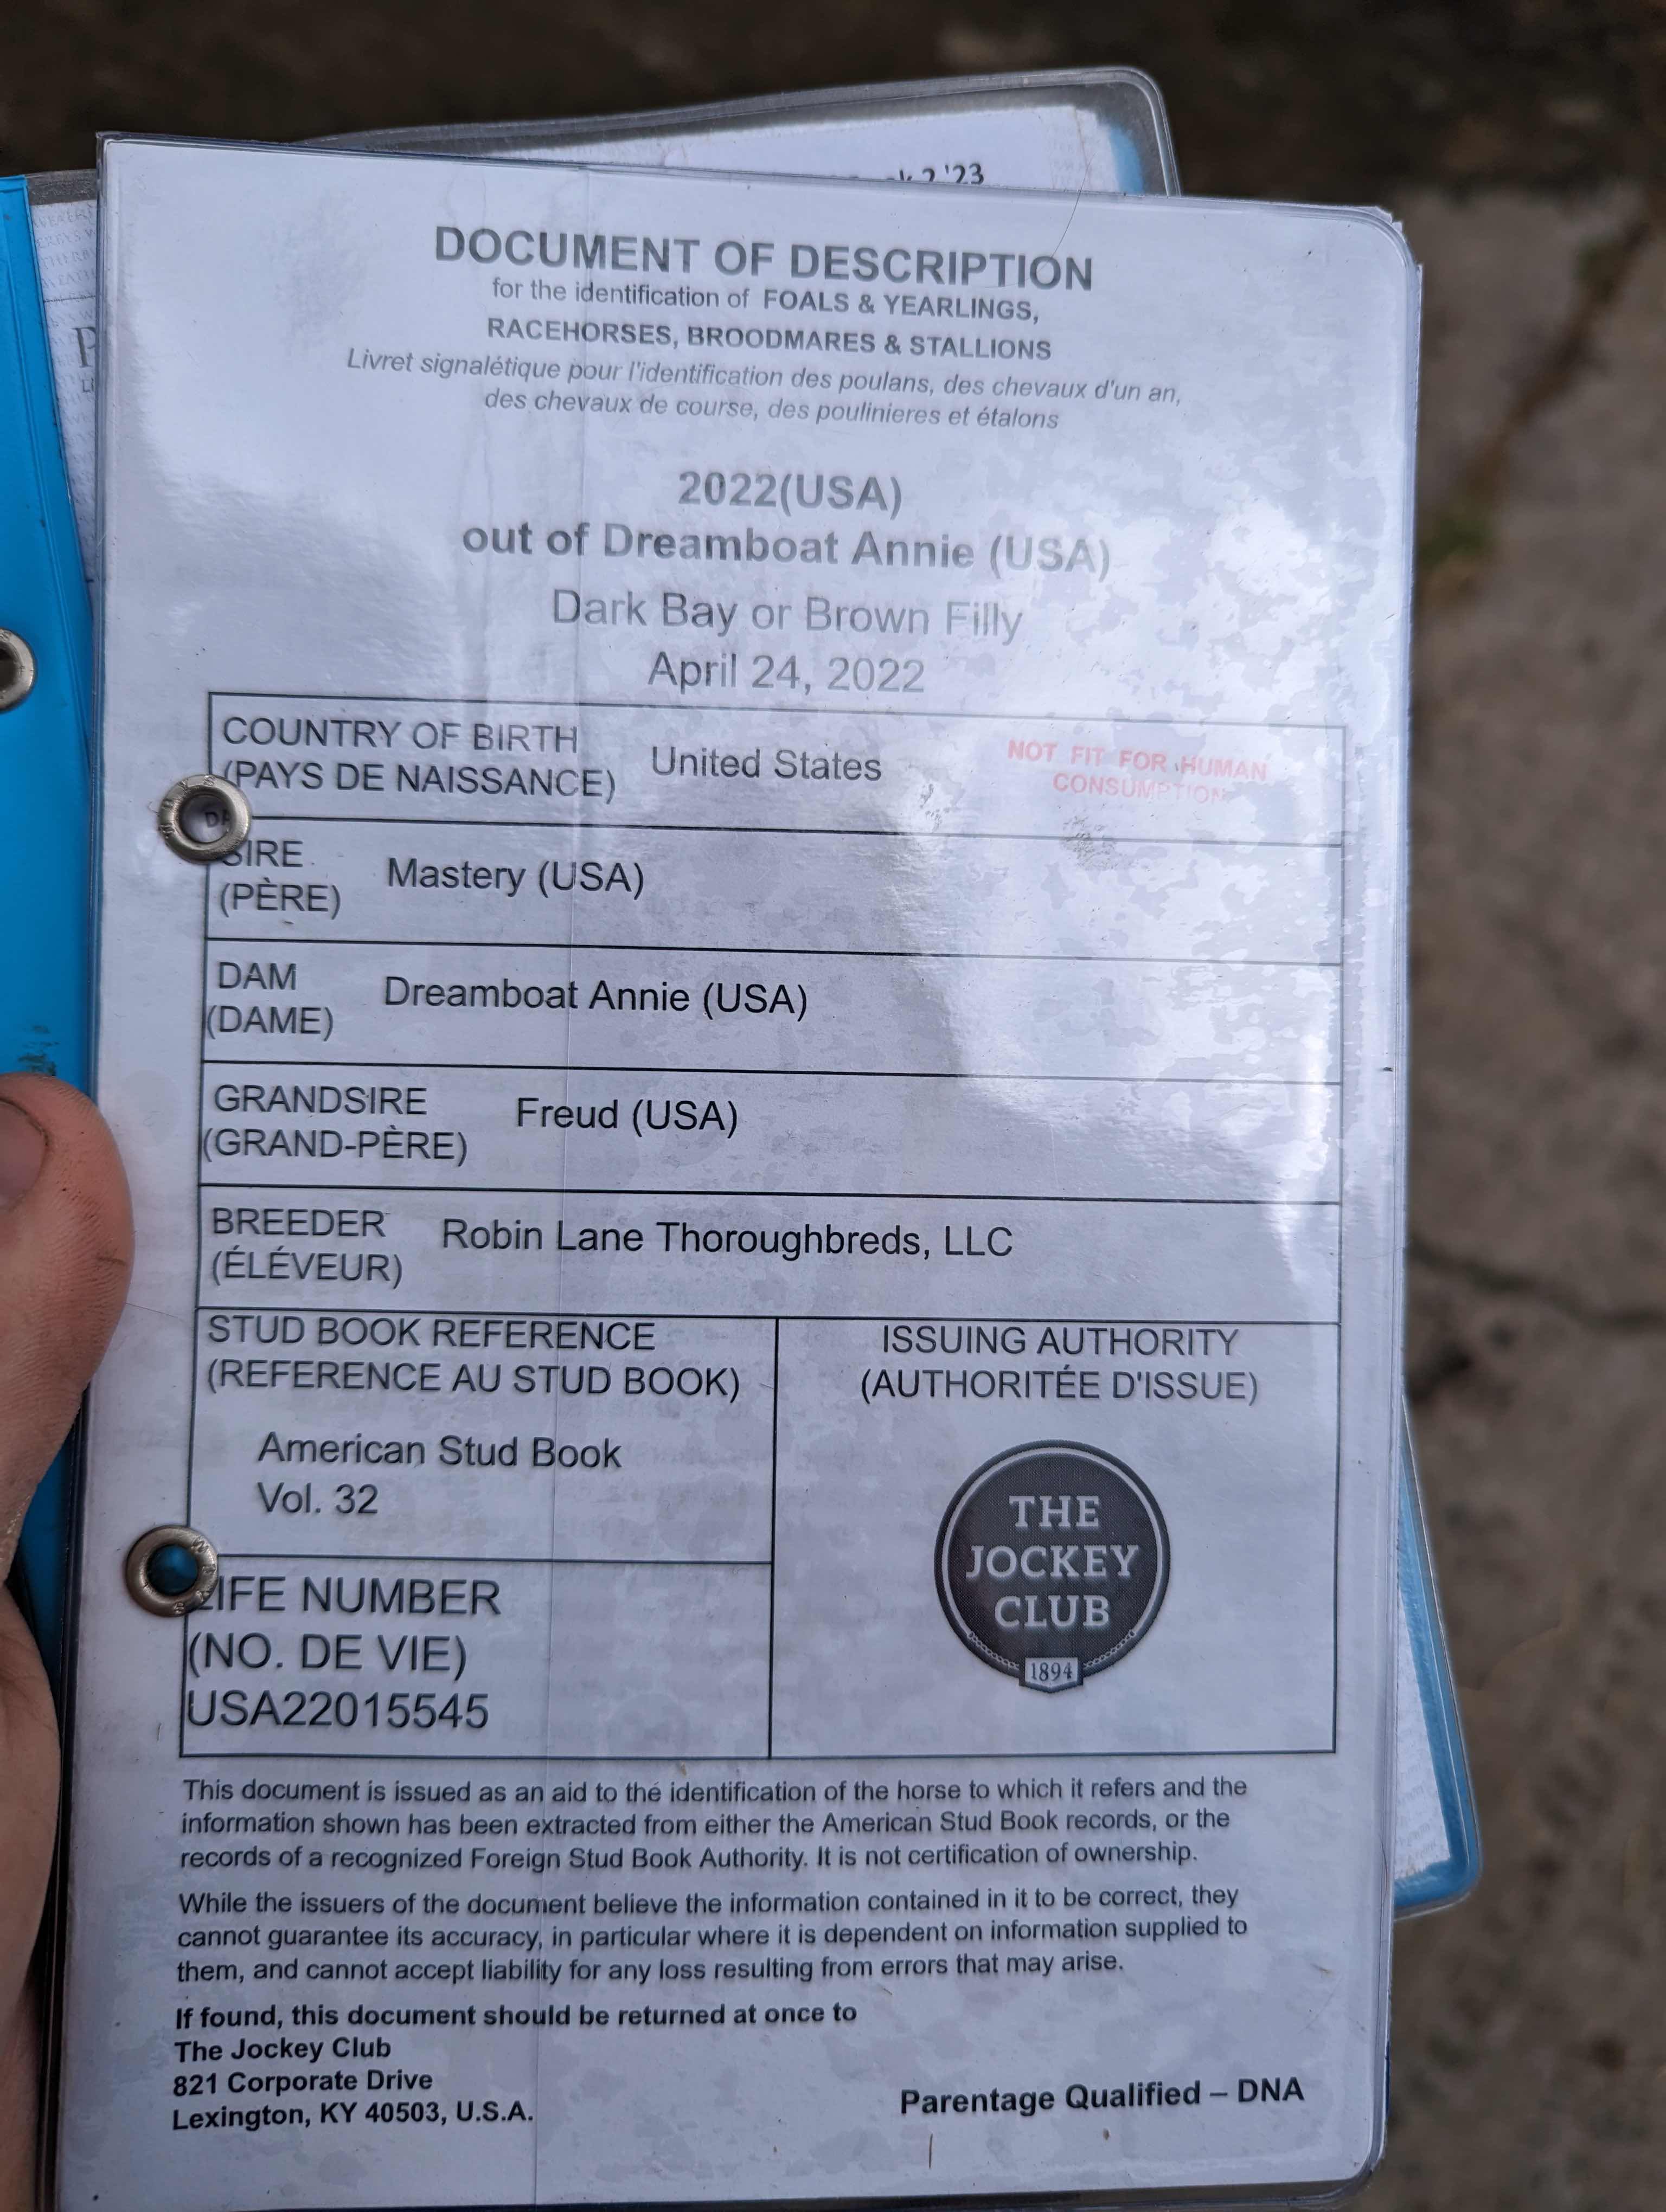 2 '23
DOCUMENT OF DESCRIPTION
for the identification of FOALS & YEARLINGS,
RACEHORSES, BROODMARES & STALLIONS
Livret signalétique pour l'identification des poulans, des chevaux d'un an,
des chevaux de course, des poulinieres et étalons
2022(USA)
out of Dreamboat Annie (USA)
Dark Bay or Brown Filly
April 24, 2022
COUNTRY OF BIRTH
(PAYS DE NAISSANCE)
United States
NOT FIT FOR HUMAN
CONSUMPTION
SIRE
(PÈRE)
Mastery (USA)
DAM
(DAME)
Dreamboat Annie (USA)
GRANDSIRE
(GRAND-PÈRE)
Freud (USA)
BREEDER
(ÉLÉVEUR)
Robin Lane Thoroughbreds, LLC
STUD BOOK REFERENCE
(REFERENCE AU STUD BOOK)
American Stud Book
Vol. 32
LIFE NUMBER
(NO. DE VIE)
USA22015545
ISSUING AUTHORITY
(AUTHORITÉE D'ISSUE)
THE
JOCKEY
CLUB
1894
This document is issued as an aid to the identification of the horse to which it refers and the
information shown has been extracted from either the American Stud Book records, or the
records of a recognized Foreign Stud Book Authority. It is not certification of ownership.
While the issuers of the document believe the information contained in it to be correct, they
cannot guarantee its accuracy, in particular where it is dependent on information supplied to
them, and cannot accept liability for any loss resulting from errors that may arise.
If found, this document should be returned at once to
The Jockey Club
821 Corporate Drive
Lexington, KY 40503, U.S.A.
Parentage Qualified – DNA